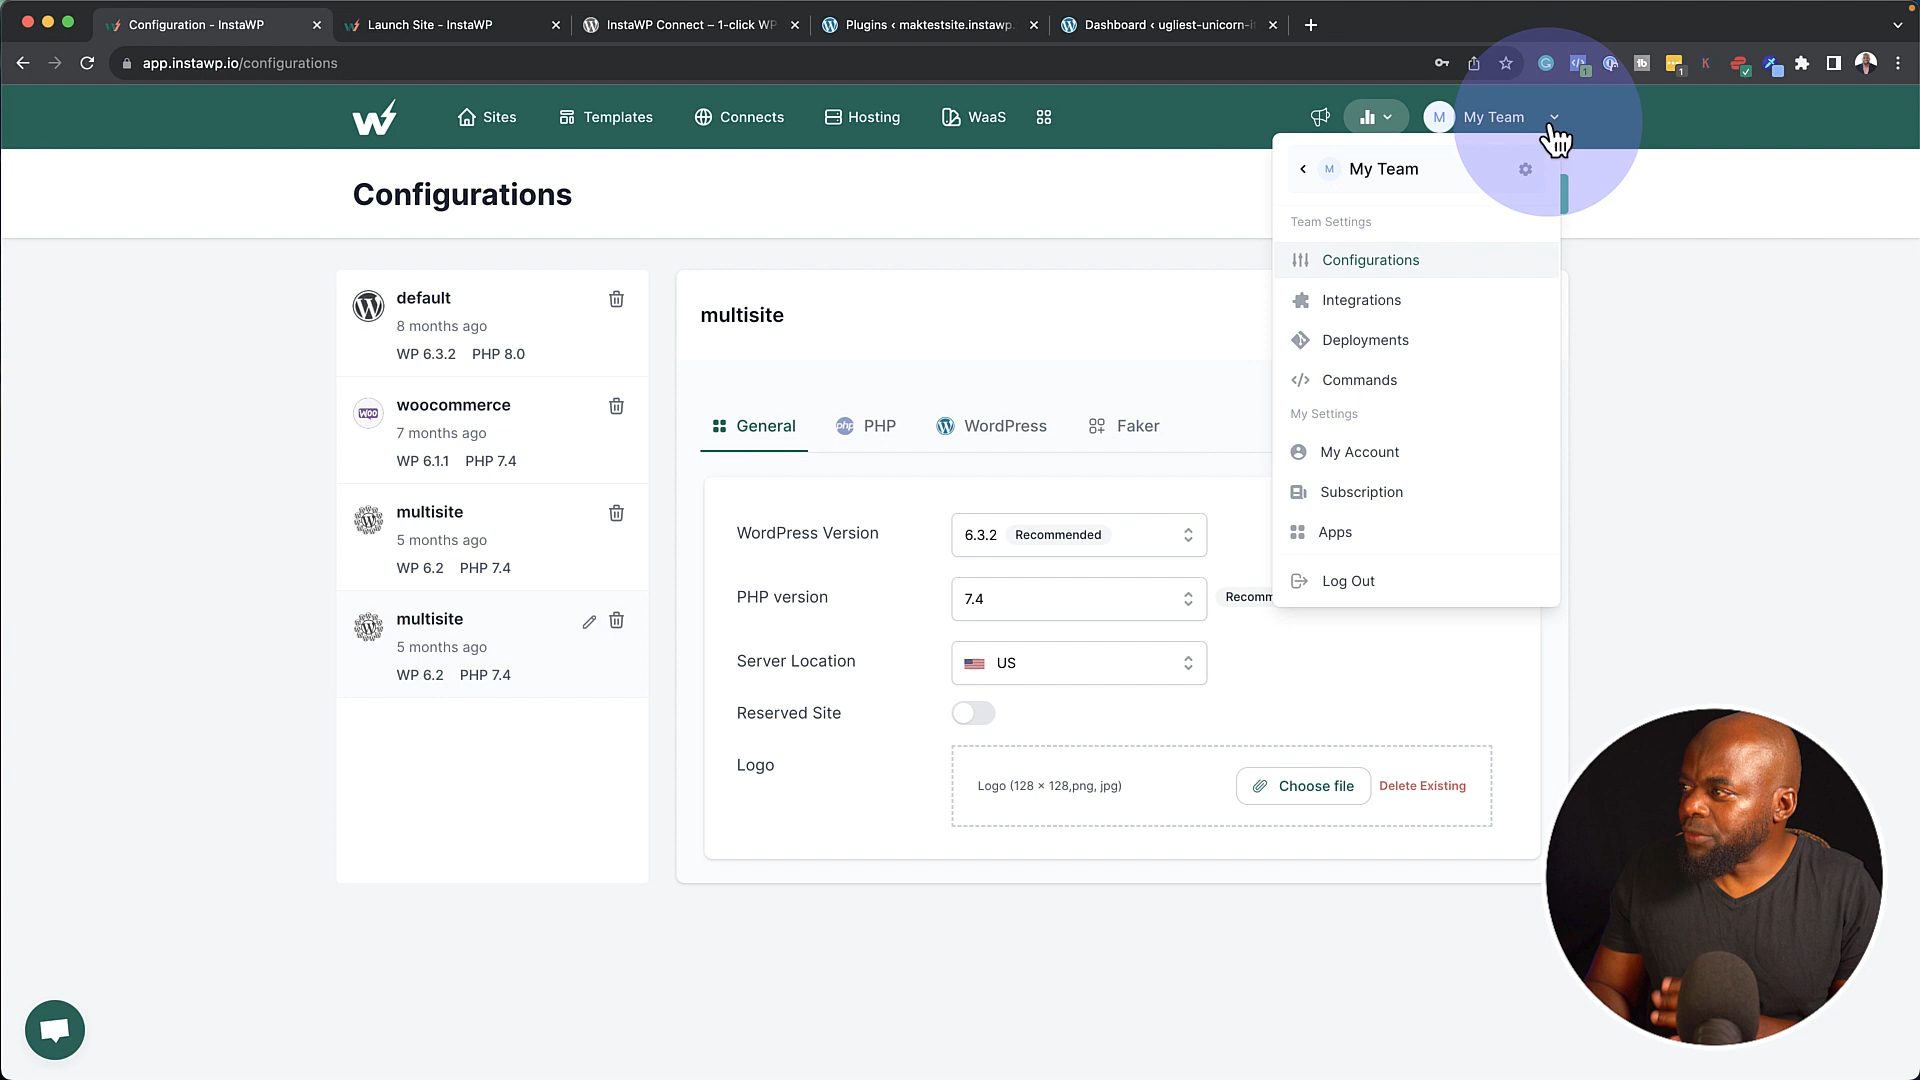 Configuration - InstaWP
Launch Site - InstaWP
InstaWP Connect – 1-click WP
Plugins ‹ maktestsite.instawp.
Dashboard ‹ ugliest-unicorn-i
app.instawp.io/configurations
Sites
Templates
Connects
Hosting
WaaS
M
My Team
Configurations
M
My Team
Team Settings
Configurations
Integrations
Deployments
Commands
My Settings
My Account
Subscription
Apps
Log Out
default
8 months ago
WP 6.3.2 PHP 8.0
woocommerce
7 months ago
WP 6.1.1 PHP 7.4
multisite
5 months ago
WP 6.2 PHP 7.4
multisite
5 months ago
WP 6.2 PHP 7.4
multisite
General
PHP
WordPress
Faker
WordPress Version
6.3.2 Recommended
PHP version
7.4
Recomm
Server Location
US
Reserved Site
Logo
Logo (128 × 128,png, jpg)
Choose file
Delete Existing